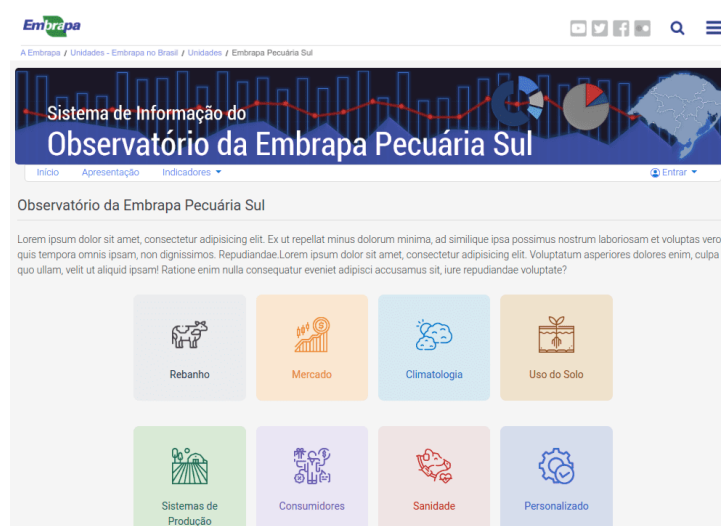 Embrapa
A Embrapa / Unidades - Embrapa no Brasil / Unidades / Embrapa Pecuária Sul
Sistema de Informação do
Observatório da Embrapa Pecuária Sul
Início Apresentação Indicadores Entrar
Observatório da Embrapa Pecuária Sul
Lorem ipsum dolor sit amet, consectetur adipisicing elit. Ex ut repellat minus dolorum minima, ad similique ipsa possimus nostrum laboriosam et voluptas vero
quis tempora omnis ipsam, non dignissimos. Repudiandae.Lorem ipsum dolor sit amet, consectetur adipisicing elit. Voluptatum asperiores dolores enim, culpa
quo ullam, velit ut aliquid ipsam! Ratione enim nulla consequatur eveniet adipisci accusamus sit, iure repudiandae voluptate?
Rebanho
Mercado
Climatologia
Uso do Solo
Sistemas de
Produção
Consumidores
Sanidade
Personalizado